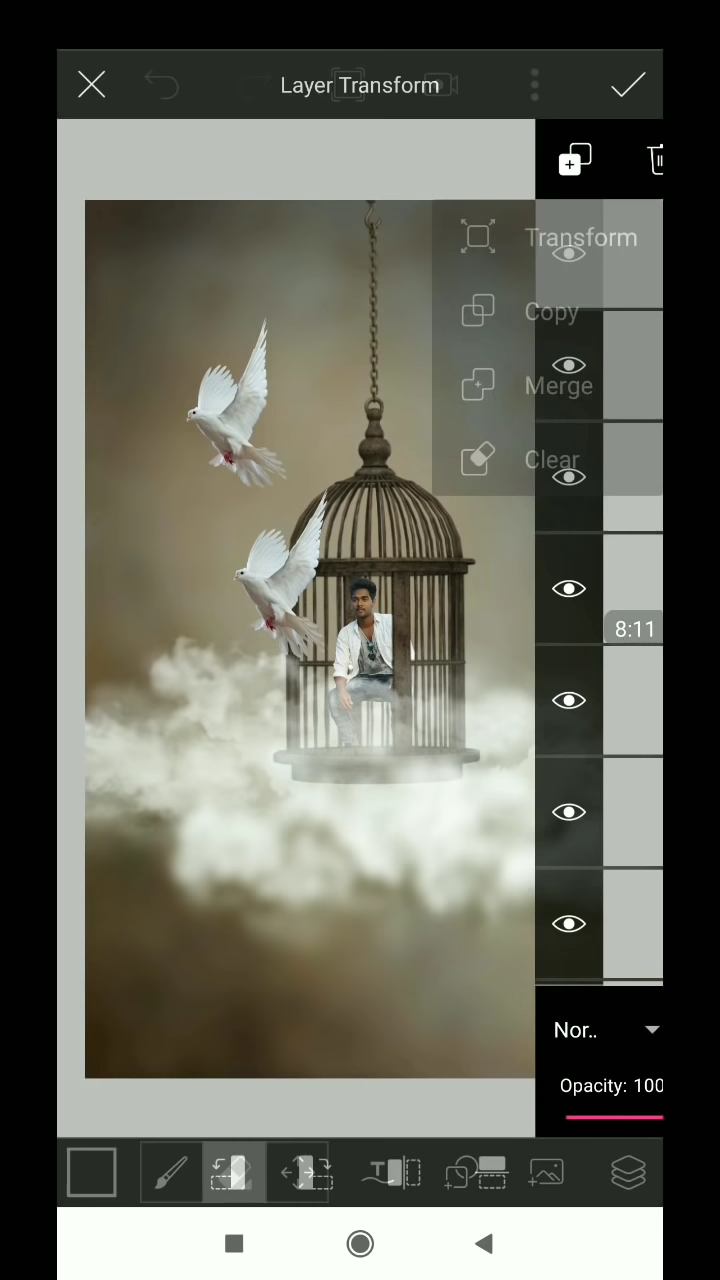 Layer Transform
Transform
Copy
Merge
Clear
8:11
Nor..
Opacity: 100
T